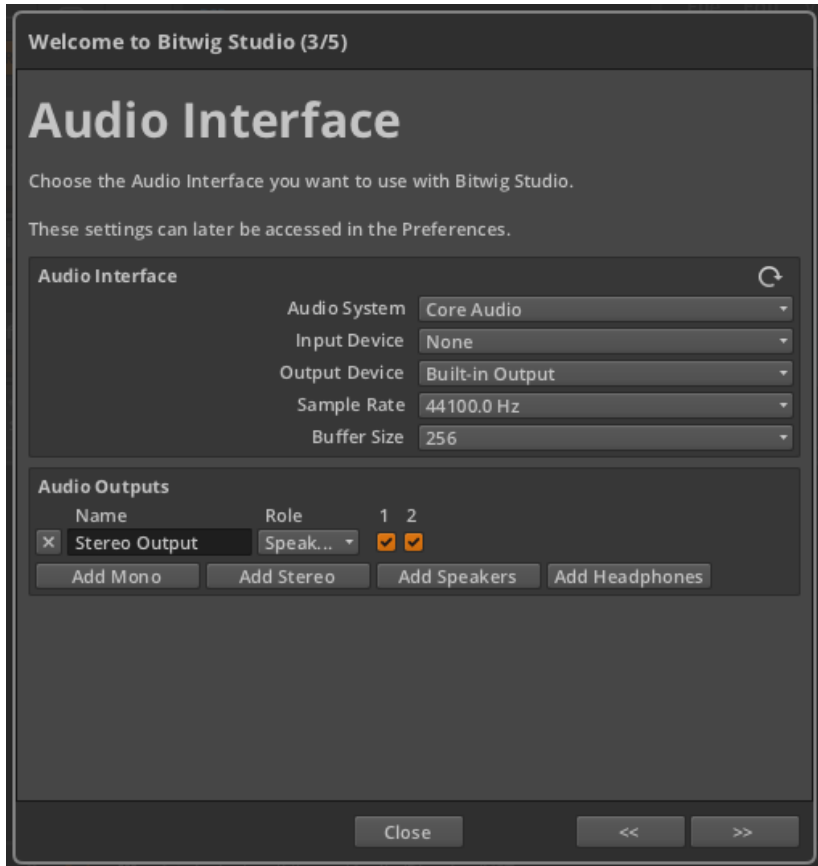 Welcome to Bitwig Studio (3/5)
Audio Interface
Choose the Audio Interface you want to use with Bitwig Studio.
These settings can later be accessed in the Preferences.
Audio Interface
Audio System Core Audio
Input Device None
Output Device Built-in Output
Sample Rate 44100.0 Hz
Buffer Size 256
Audio Outputs
Name Role 1 2
Stereo Output Speak...
Add Mono Add Stereo Add Speakers Add Headphones
Close << >>